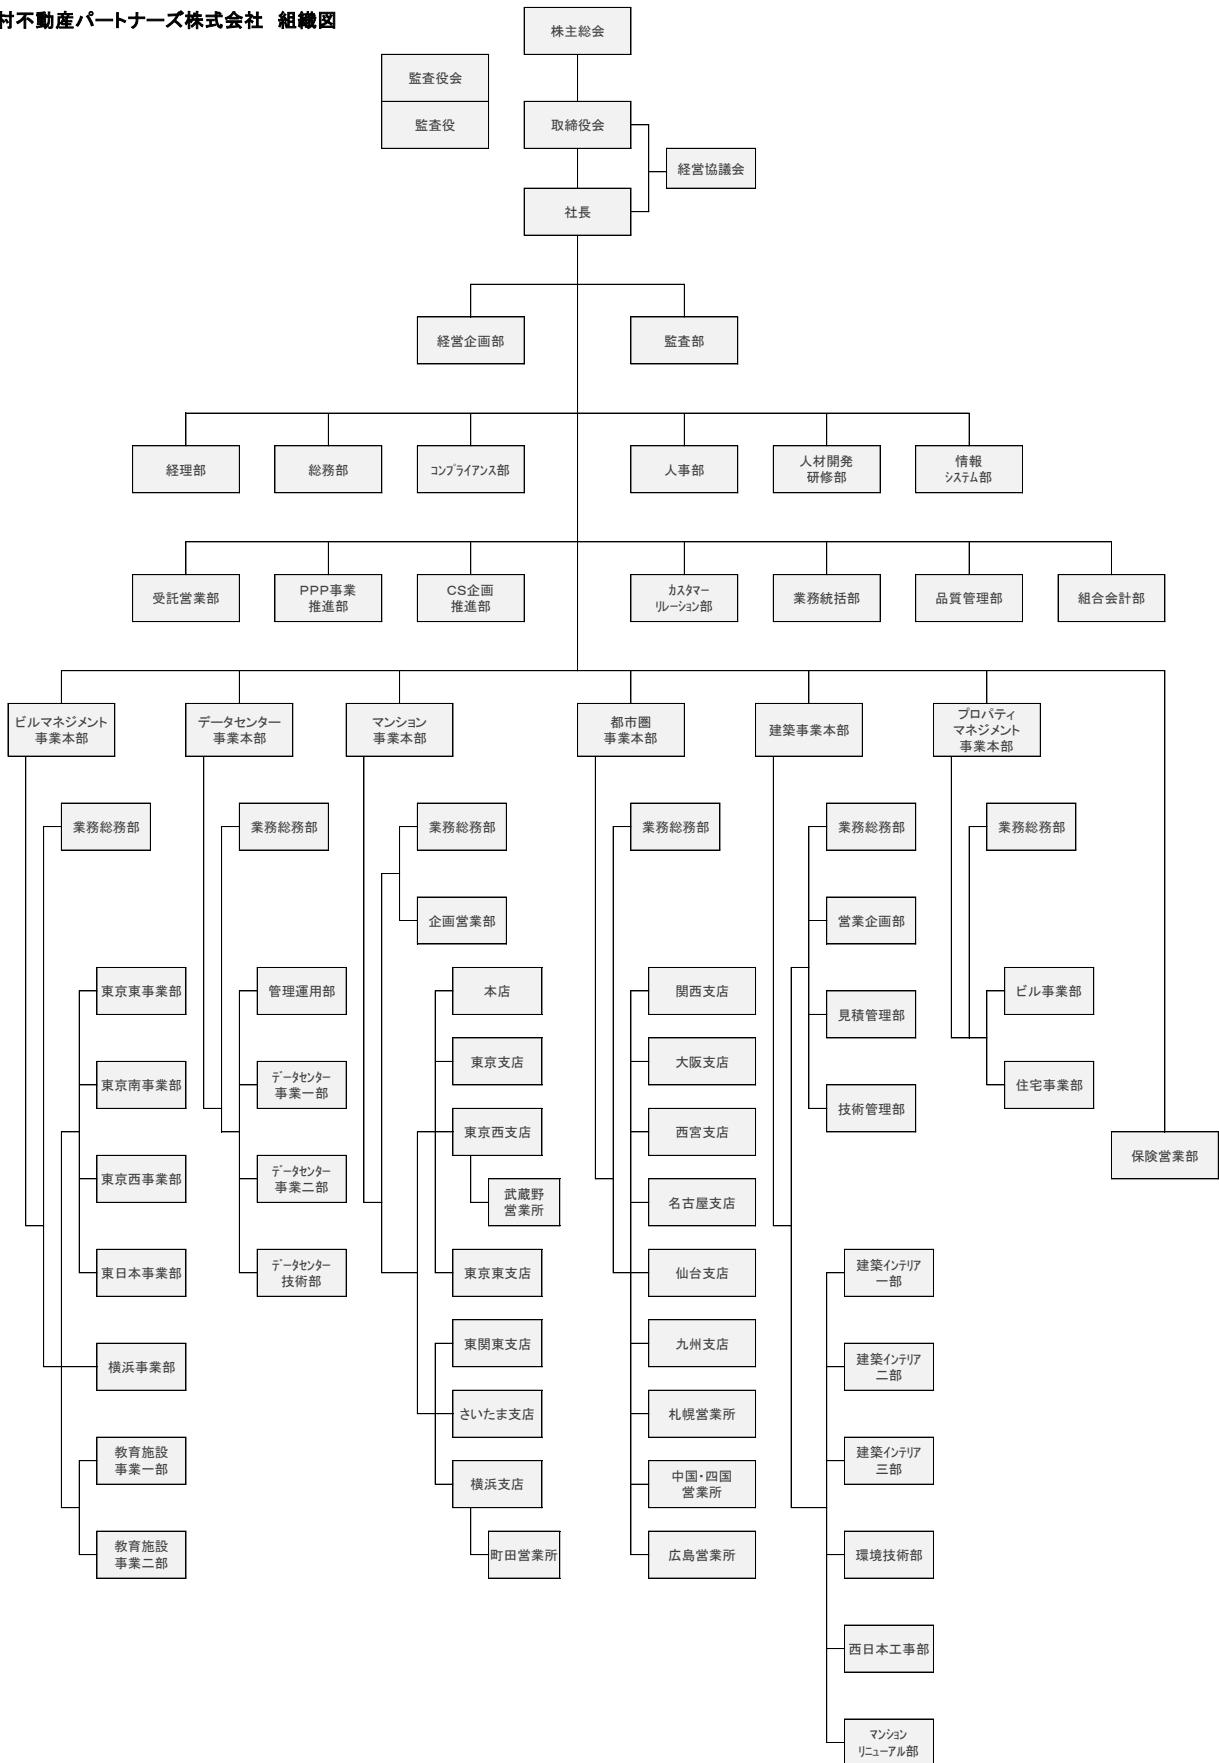 村不動産パートナーズ株式会社 組織図
株主総会
監査役会
監査役
取締役会
経営協議会
社長
経営企画部
監査部
経理部
総務部
コンプライアンス部
人事部
人材開発
研修部
情報
システム部
受託営業部
PPP事業
推進部
CS企画
推進部
カスタマー
リレーション部
業務統括部
品質管理部
組合会計部
ビルマネジメント
事業本部
データセンター
事業本部
マンション
事業本部
都市圏
事業本部
建築事業本部
プロパティ
マネジメント
事業本部
業務総務部
業務総務部
業務総務部
業務総務部
業務総務部
業務総務部
企画営業部
営業企画部
東京東事業部
管理運用部
本店
関西支店
見積管理部
ビル事業部
東京南事業部
データセンター
事業一部
東京支店
大阪支店
技術管理部
住宅事業部
東京西支店
西宮支店
保険営業部
東京西事業部
データセンター
事業二部
武蔵野
営業所
名古屋支店
東日本事業部
データセンター
技術部
東京東支店
仙台支店
建築インテリア
一部
横浜事業部
東関東支店
九州支店
建築インテリア
二部
さいたま支店
札幌営業所
教育施設
事業一部
横浜支店
中国・四国
営業所
建築インテリア
三部
教育施設
事業二部
町田営業所
広島営業所
環境技術部
西日本工事部
マンション
リニューアル部